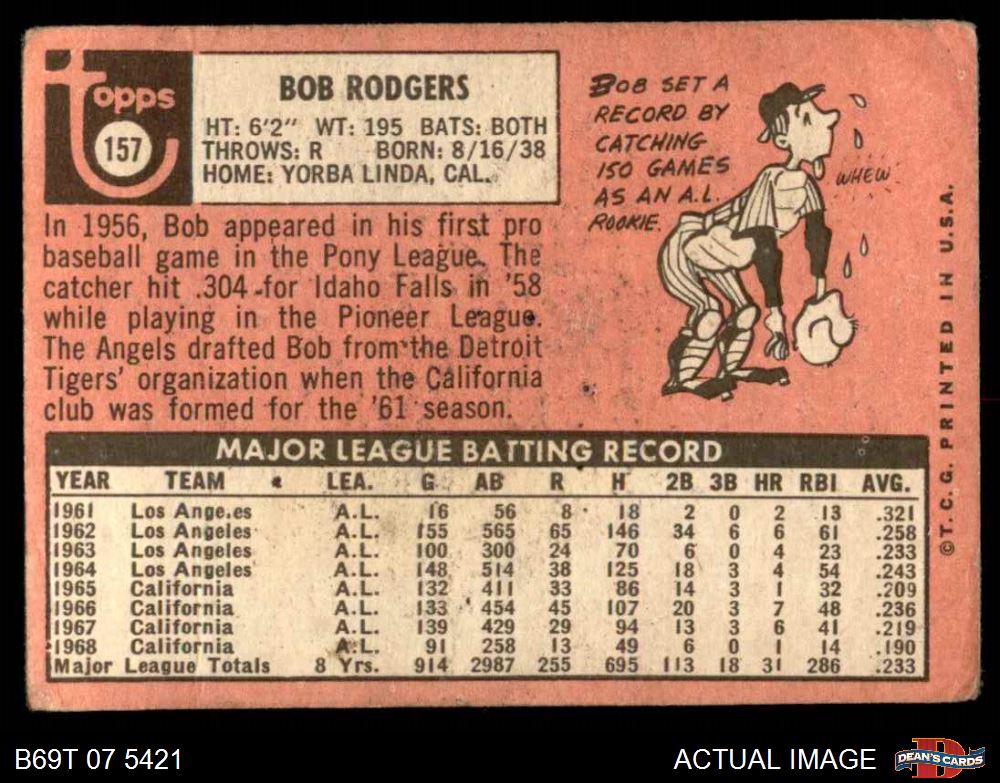 topps
157
BOB RODGERS
HT: 6'2" WT: 195 BATS: BOTH
THROWS: R BORN: 8/16/38
HOME: YORBA LINDA, CAL.
BOB SET A
RECORD BY
CATCHING
150 GAMES
AS AN A.L.
ROOKIE.
WHEW
In 1956, Bob appeared in his first pro
baseball game in the Pony League. The
catcher hit .304 for Idaho Falls in '58
while playing in the Pioneer League.
The Angels drafted Bob from the Detroit
Tigers' organization when the California
club was formed for the '61 season.
©T.C.G. PRINTED IN U.S.A.
MAJOR LEAGUE BATTING RECORD
YEAR TEAM LEA. G AB R H 2B 3B HR RBI AVG.
1961 Los Angeles A.L. 16 56 8 18 2 0 2 13 .321
1962 Los Angeles A.L. 155 565 65 146 34 6 6 61 .258
1963 Los Angeles A.L. 100 300 24 70 6 0 4 23 .233
1964 Los Angeles A.L. 148 514 38 125 18 3 4 54 .243
1965 California A.L. 132 411 33 86 14 3 1 32 .209
1966 California A.L. 133 454 45 107 20 3 7 48 .236
1967 California A.L. 139 429 29 94 13 3 6 41 .219
1968 California A.L. 91 258 13 49 6 0 1 14 .190
Major League Totals 8 Yrs. 914 2987 255 695 113 18 31 286 .233
B69T 07 5421
ACTUAL IMAGE
DEAN'S CARDS